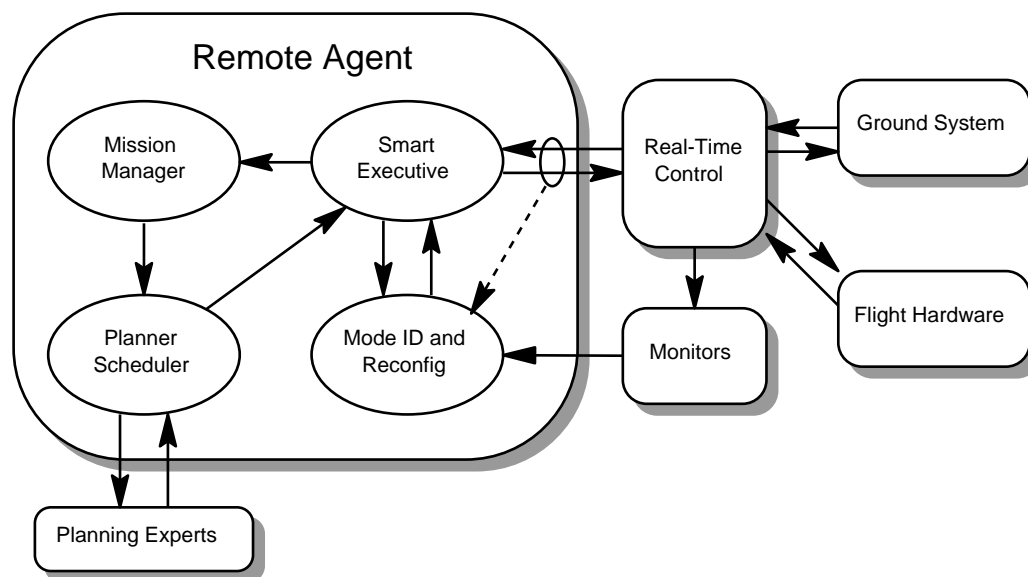 Remote Agent
Mission
Manager
Smart
Executive
Real-Time
Control
Ground System
Planner
Scheduler
Mode ID and
Reconfig
Monitors
Flight Hardware
Planning Experts